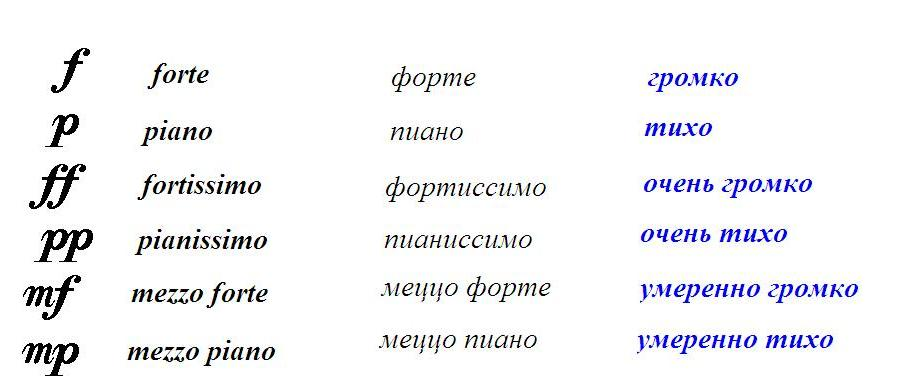 f forte форте громко
p piano пиано тихо
ff fortissimo фортиссимо очень громко
pp pianissimo пианиссимо очень тихо
mf mezzo forte меццо форте умеренно громко
mp mezzo piano меццо пиано умеренно тихо